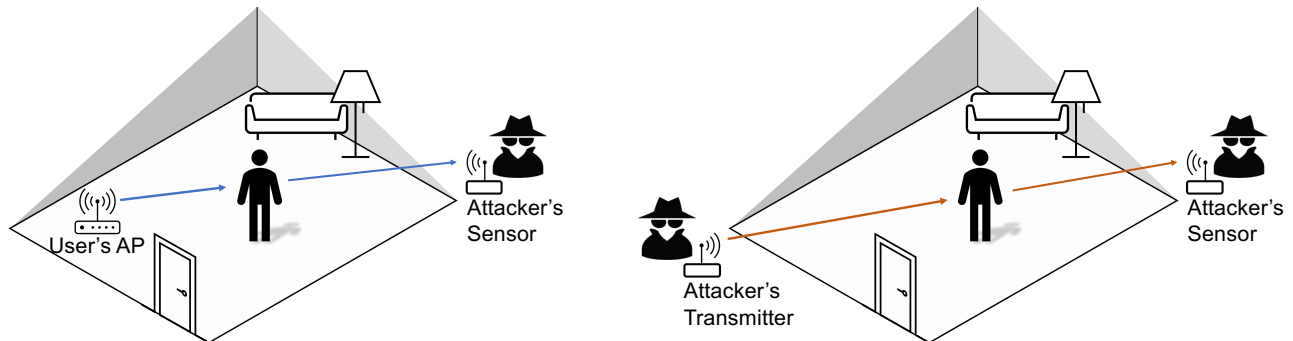 User's AP
Attacker's
Sensor
Attacker's
Transmitter
Attacker's
Sensor